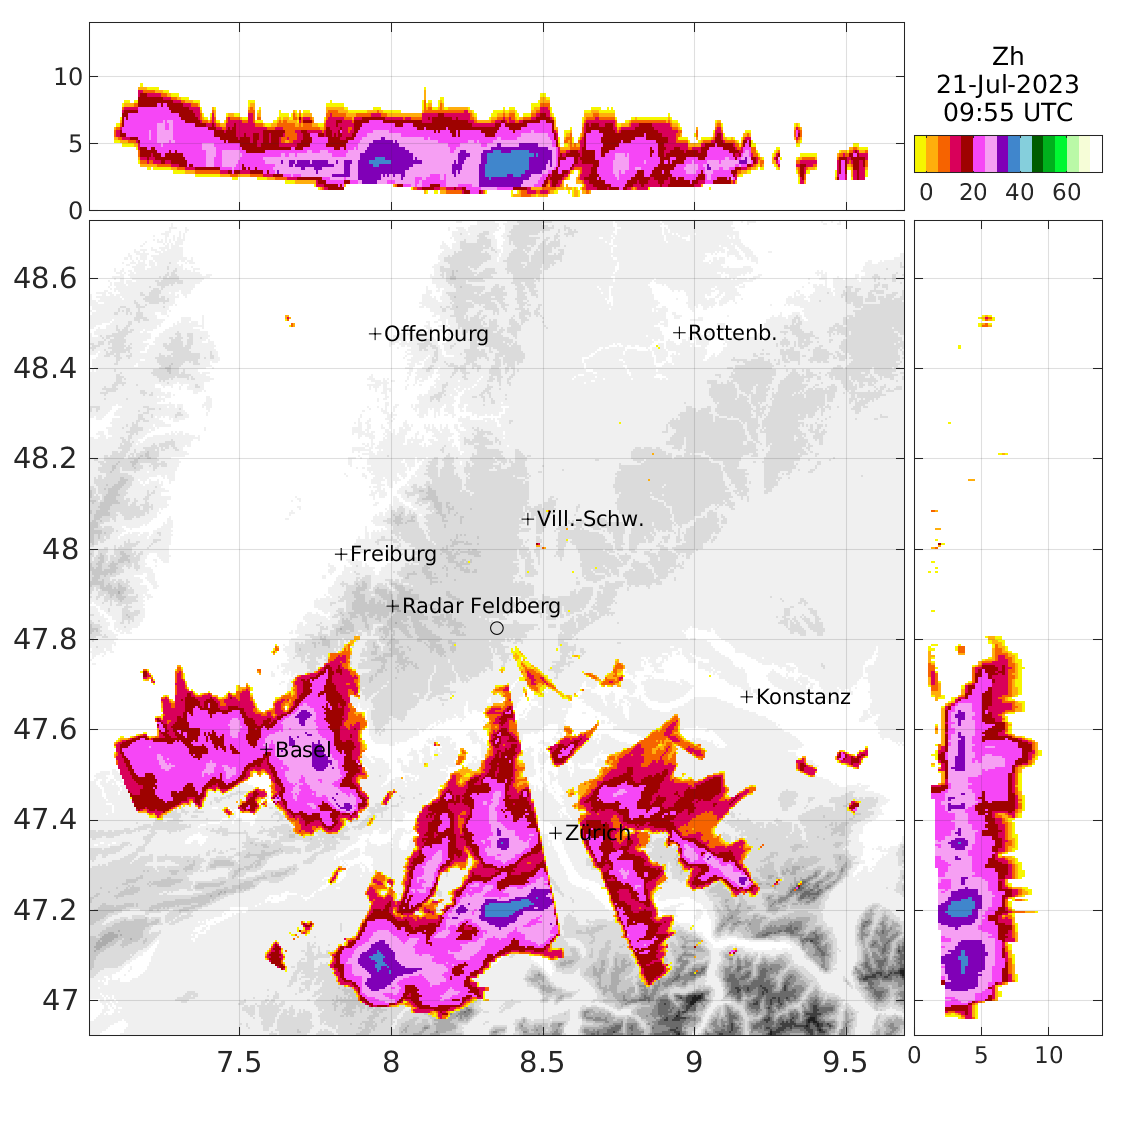 Zh
21-Jul-2023
09:55 UTC
0 20 40 60
10
5
0
48.6
48.4
48.2
48
47.8
47.6
47.4
47.2
47
Offenburg
Rottenb.
Vill.-Schw.
Freiburg
Radar Feldberg
Konstanz
Basel
Zürich
7.5 8 8.5 9 9.5
0 5 10